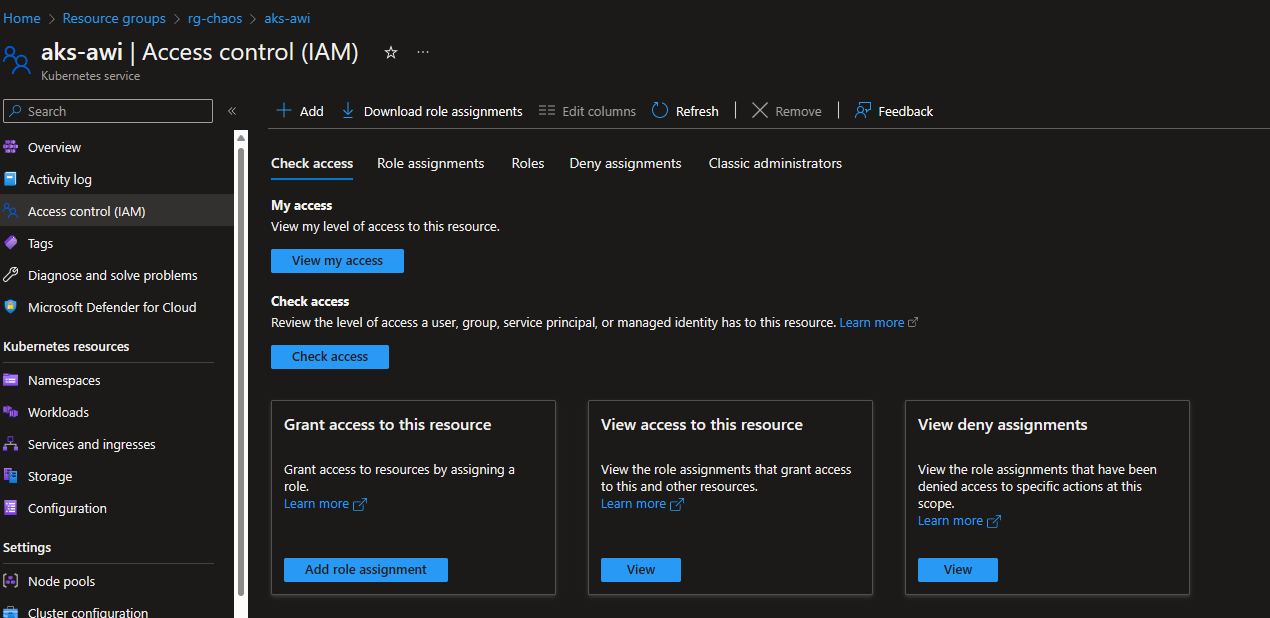 Home > Resource groups > rg-chaos > aks-awi
aks-awi | Access control (IAM)
Kubernetes service
Search
Add
Download role assignments
Edit columns
Refresh
Remove
Feedback
Overview
Activity log
Access control (IAM)
Tags
Diagnose and solve problems
Microsoft Defender for Cloud
Kubernetes resources
Namespaces
Workloads
Services and ingresses
Storage
Configuration
Settings
Node pools
Cluster configuration
Check access
Role assignments
Roles
Deny assignments
Classic administrators
My access
View my level of access to this resource.
View my access
Check access
Review the level of access a user, group, service principal, or managed identity has to this resource. Learn more
Check access
Grant access to this resource
Grant access to resources by assigning a
role.
Learn more
Add role assignment
View access to this resource
View the role assignments that grant access
to this and other resources.
Learn more
View
View deny assignments
View the role assignments that have been
denied access to specific actions at this
scope.
Learn more
View